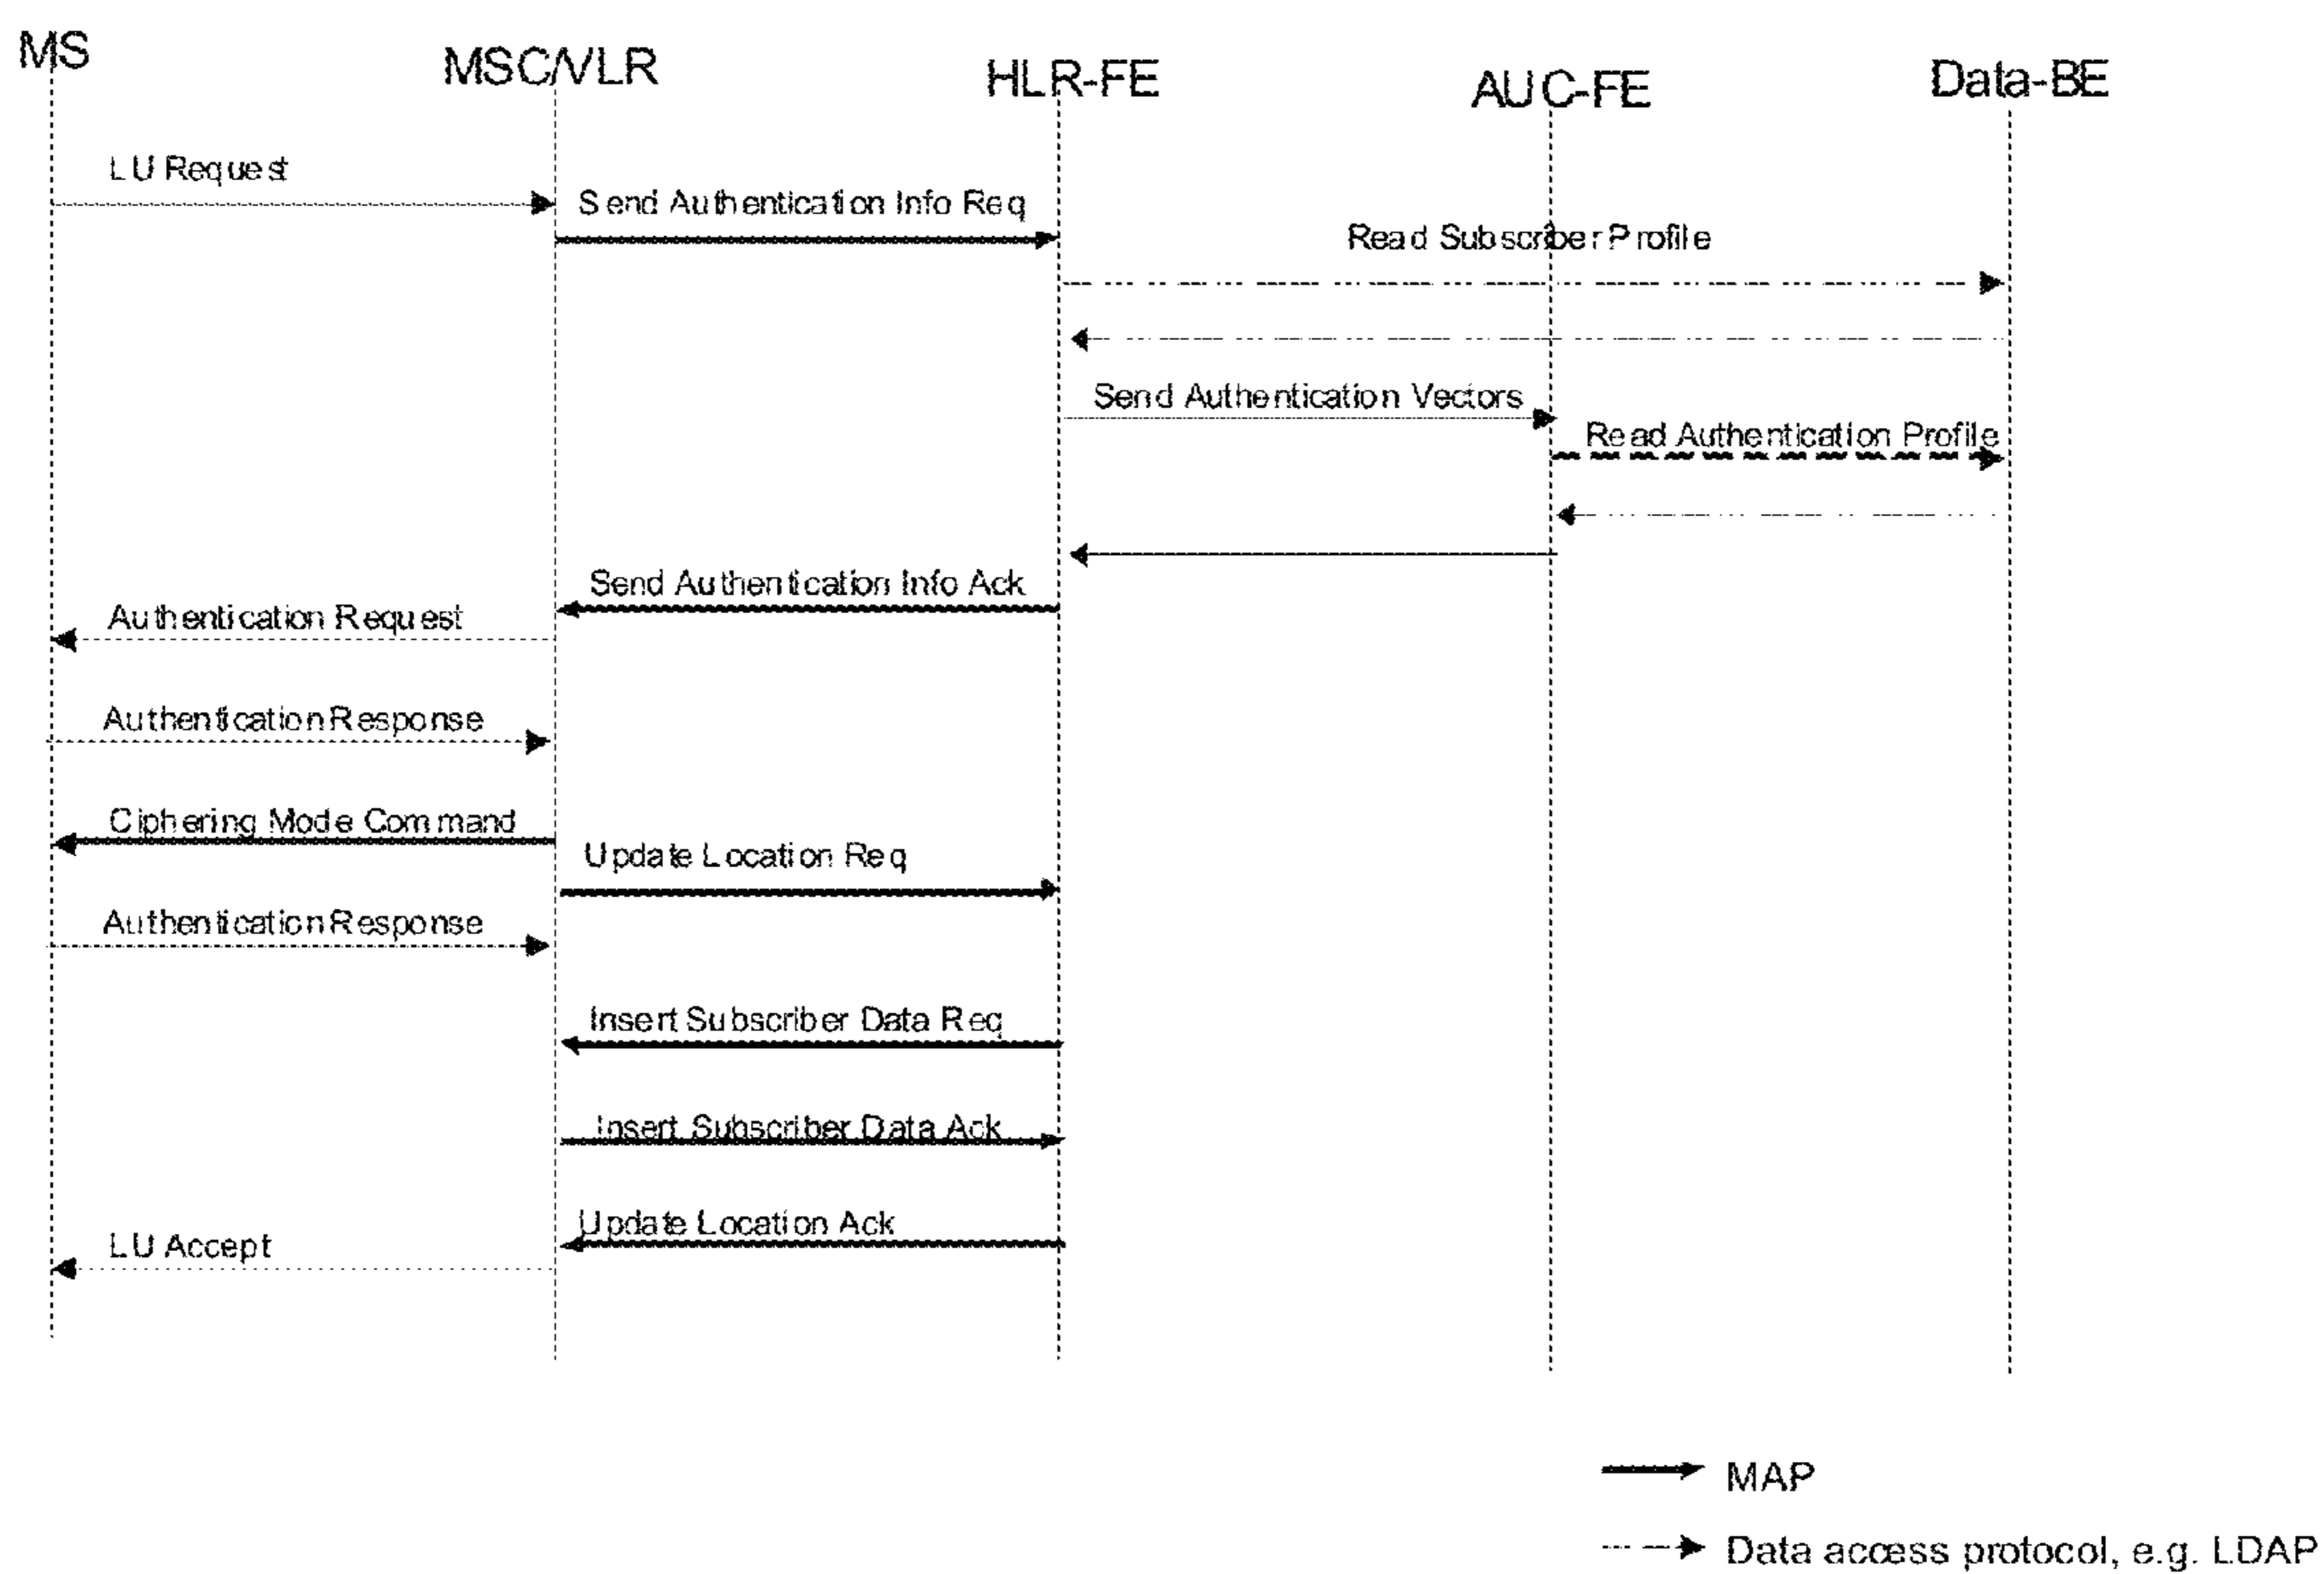 MS
MSC/VLR
HLR-FE
AUC-FE
Data-BE
LU Request
Send Authentication Info Req
Read Subscriber Profile
Send Authentication Vectors
Read Authentication Profile
Send Authentication Info Ack
Authentication Request
Authentication Response
Ciphering Mode Command
Update Location Req
Authentication Response
Insert Subscriber Data Req
Insert Subscriber Data Ack
Update Location Ack
LU Accept
MAP
Data access protocol, e.g. LDAP